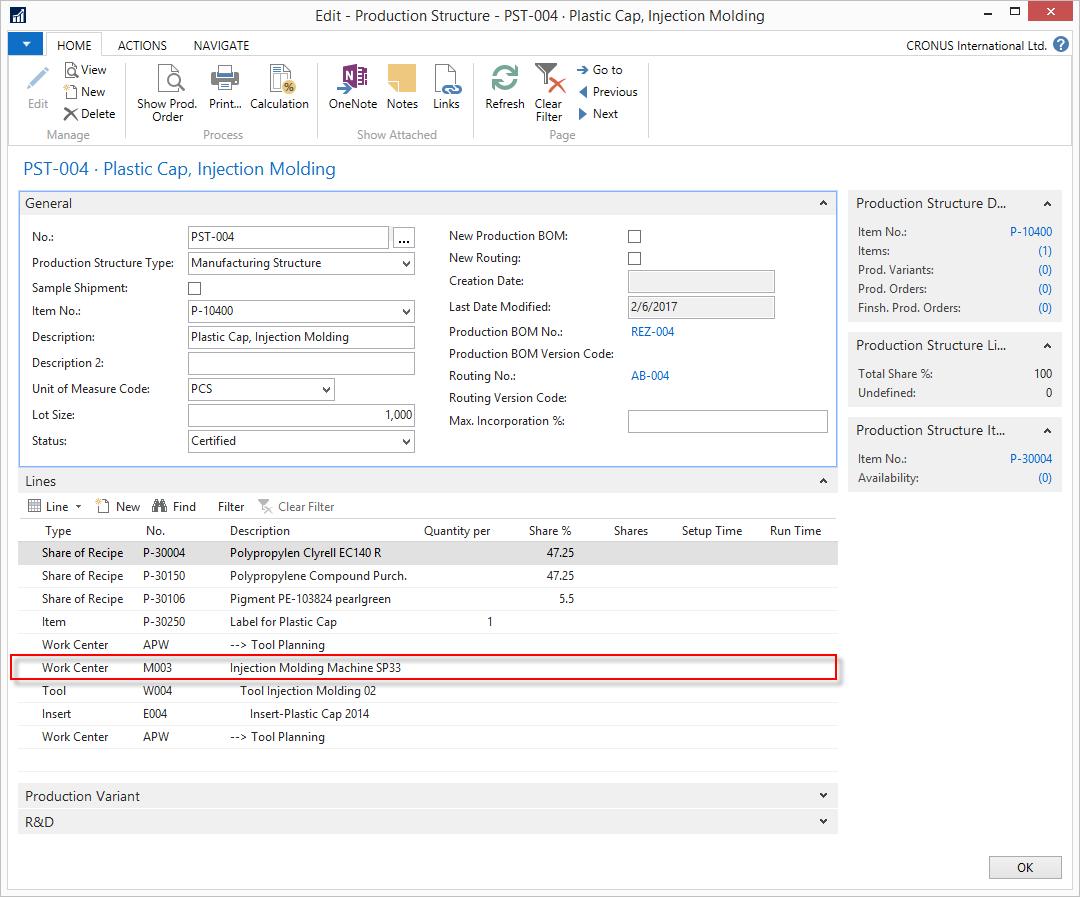 Edit - Production Structure - PST-004 · Plastic Cap, Injection Molding
HOME ACTIONS NAVIGATE CRONUS International Ltd. ?
Edit
View
New
Delete
Manage
Show Prod. Order
Print...
Calculation
Process
OneNote
Notes
Links
Show Attached
Refresh
Clear Filter
Go to
Previous
Next
Page
PST-004 · Plastic Cap, Injection Molding
General
No.: PST-004 ...
Production Structure Type: Manufacturing Structure
Sample Shipment:
Item No.: P-10400
Description: Plastic Cap, Injection Molding
Description 2:
Unit of Measure Code: PCS
Lot Size: 1,000
Status: Certified
New Production BOM:
New Routing:
Creation Date:
Last Date Modified: 2/6/2017
Production BOM No.: REZ-004
Production BOM Version Code:
Routing No.: AB-004
Routing Version Code:
Max. Incorporation %:
Lines
Line New Find Filter Clear Filter
Type No. Description Quantity per Share % Shares Setup Time Run Time
Share of Recipe P-30004 Polypropylen Clyrell EC140 R 47.25
Share of Recipe P-30150 Polypropylene Compound Purch. 47.25
Share of Recipe P-30106 Pigment PE-103824 pearlgreen 5.5
Item P-30250 Label for Plastic Cap 1
Work Center APW --> Tool Planning
Work Center M003 Injection Molding Machine SP33
Tool W004 Tool Injection Molding 02
Insert E004 Insert-Plastic Cap 2014
Work Center APW --> Tool Planning
Production Variant
R&D
Production Structure D...
Item No.: P-10400
Items: (1)
Prod. Variants: (0)
Prod. Orders: (0)
Finsh. Prod. Orders: (0)
Production Structure Li...
Total Share %: 100
Undefined: 0
Production Structure It...
Item No.: P-30004
Availability: (0)
OK